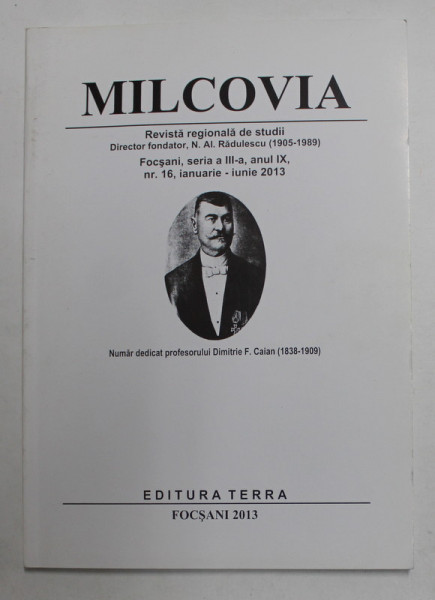 MILCOVIA
Revistă regională de studii
Director fondator, N. Al. Rădulescu (1905-1989)
Focşani, seria a III-a, anul IX,
nr. 16, ianuarie - iunie 2013
Număr dedicat profesorului Dimitrie F. Caian (1838-1909)
EDITURA TERRA
FOCŞANI 2013